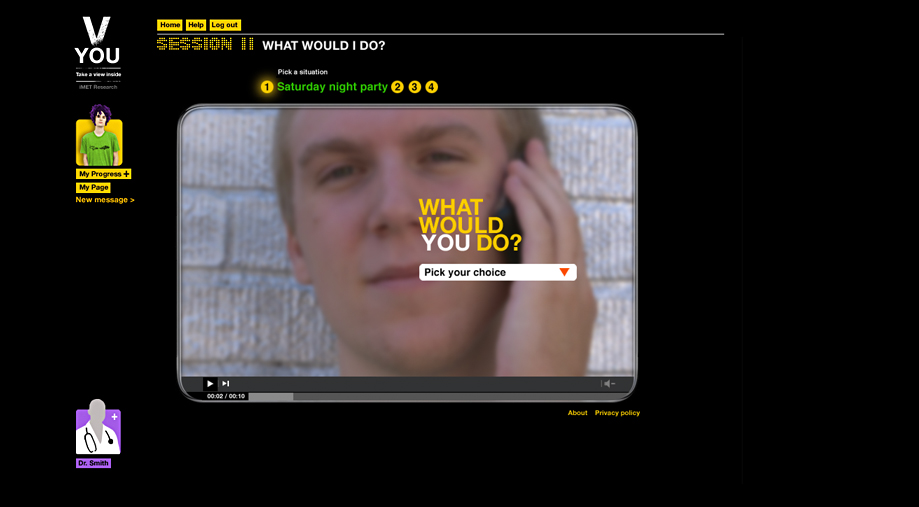 V
YOU
Take a view inside
iMET Research
Home Help Log out
SESSION II WHAT WOULD I DO?
Pick a situation
1 Saturday night party 2 3 4
My Progress +
My Page
New message >
WHAT
WOULD
YOU DO?
Pick your choice
00:02 / 00:10
About Privacy policy
+
Dr. Smith